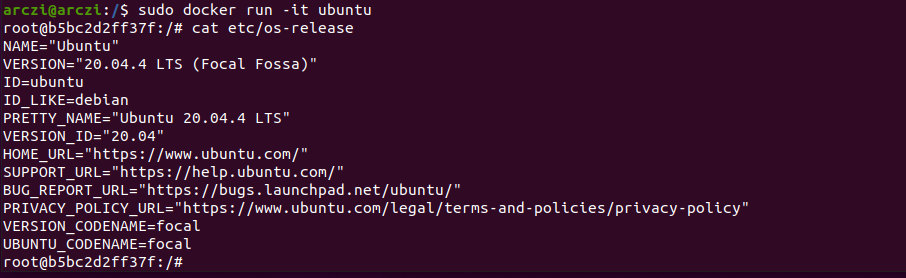 arczi@arczi:/$ sudo docker run -it ubuntu
root@b5bc2d2ff37f:/# cat etc/os-release
NAME="Ubuntu"
VERSION="20.04.4 LTS (Focal Fossa)"
ID=ubuntu
ID_LIKE=debian
PRETTY_NAME="Ubuntu 20.04.4 LTS"
VERSION_ID="20.04"
HOME_URL="https://www.ubuntu.com/"
SUPPORT_URL="https://help.ubuntu.com/"
BUG_REPORT_URL="https://bugs.launchpad.net/ubuntu/"
PRIVACY_POLICY_URL="https://www.ubuntu.com/legal/terms-and-policies/privacy-policy"
VERSION_CODENAME=focal
UBUNTU_CODENAME=focal
root@b5bc2d2ff37f:/#